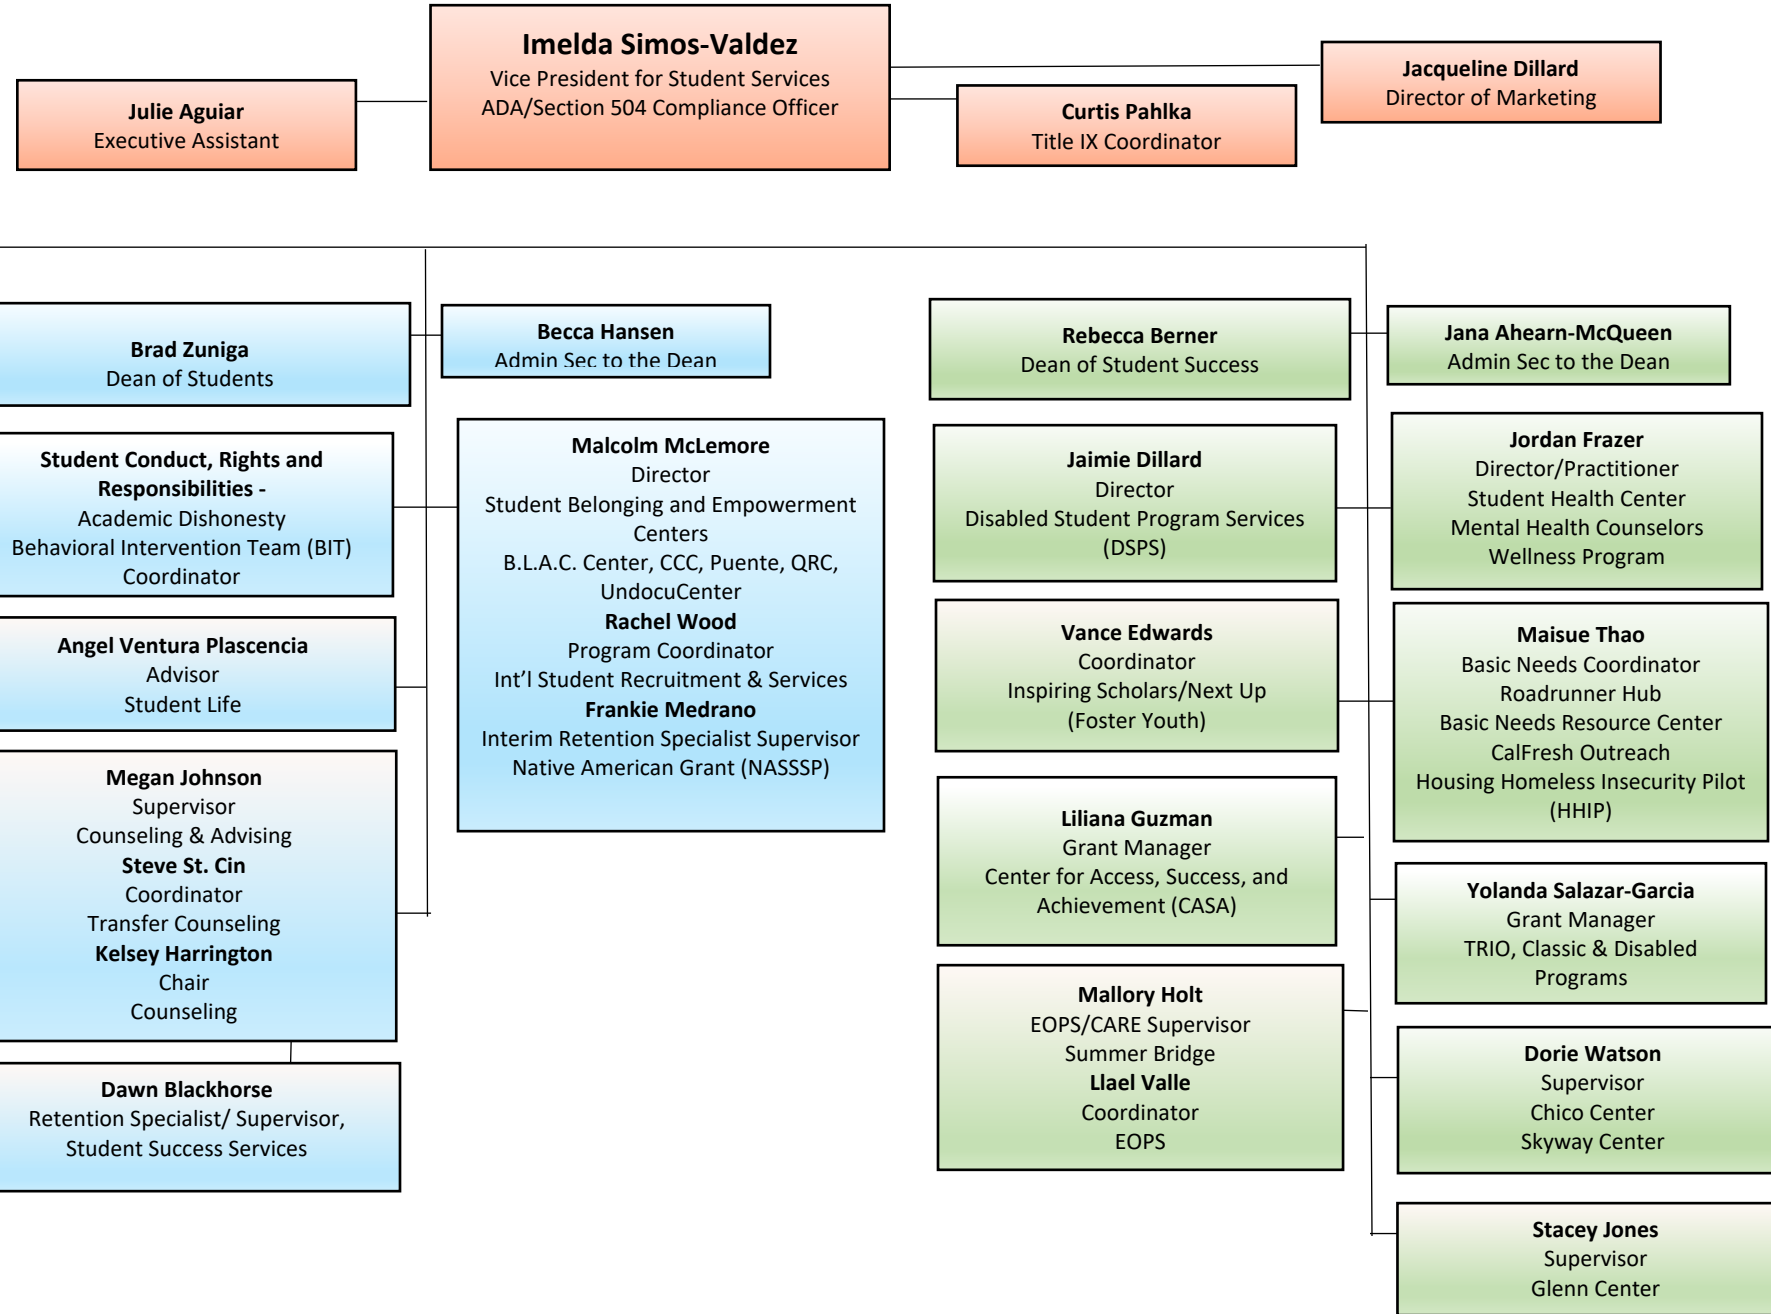 Imelda Simos-Valdez
Vice President for Student Services
ADA/Section 504 Compliance Officer
Julie Aguiar
Executive Assistant
Curtis Pahlka
Title IX Coordinator
Jacqueline Dillard
Director of Marketing
Brad Zuniga
Dean of Students
Becca Hansen
Admin Sec to the Dean
Student Conduct, Rights and
Responsibilities -
Academic Dishonesty
Behavioral Intervention Team (BIT)
Coordinator
Angel Ventura Plascencia
Advisor
Student Life
Megan Johnson
Supervisor
Counseling & Advising
Steve St. Cin
Coordinator
Transfer Counseling
Kelsey Harrington
Chair
Counseling
Dawn Blackhorse
Retention Specialist/ Supervisor,
Student Success Services
Malcolm McLemore
Director
Student Belonging and Empowerment
Centers
B.L.A.C. Center, CCC, Puente, QRC,
UndocuCenter
Rachel Wood
Program Coordinator
Int’l Student Recruitment & Services
Frankie Medrano
Interim Retention Specialist Supervisor
Native American Grant (NASSSP)
Rebecca Berner
Dean of Student Success
Jana Ahearn-McQueen
Admin Sec to the Dean
Jaimie Dillard
Director
Disabled Student Program Services
(DSPS)
Vance Edwards
Coordinator
Inspiring Scholars/Next Up
(Foster Youth)
Liliana Guzman
Grant Manager
Center for Access, Success, and
Achievement (CASA)
Mallory Holt
EOPS/CARE Supervisor
Summer Bridge
Llael Valle
Coordinator
EOPS
Jordan Frazer
Director/Practitioner
Student Health Center
Mental Health Counselors
Wellness Program
Maisue Thao
Basic Needs Coordinator
Roadrunner Hub
Basic Needs Resource Center
CalFresh Outreach
Housing Homeless Insecurity Pilot
(HHIP)
Yolanda Salazar-Garcia
Grant Manager
TRIO, Classic & Disabled
Programs
Dorie Watson
Supervisor
Chico Center
Skyway Center
Stacey Jones
Supervisor
Glenn Center